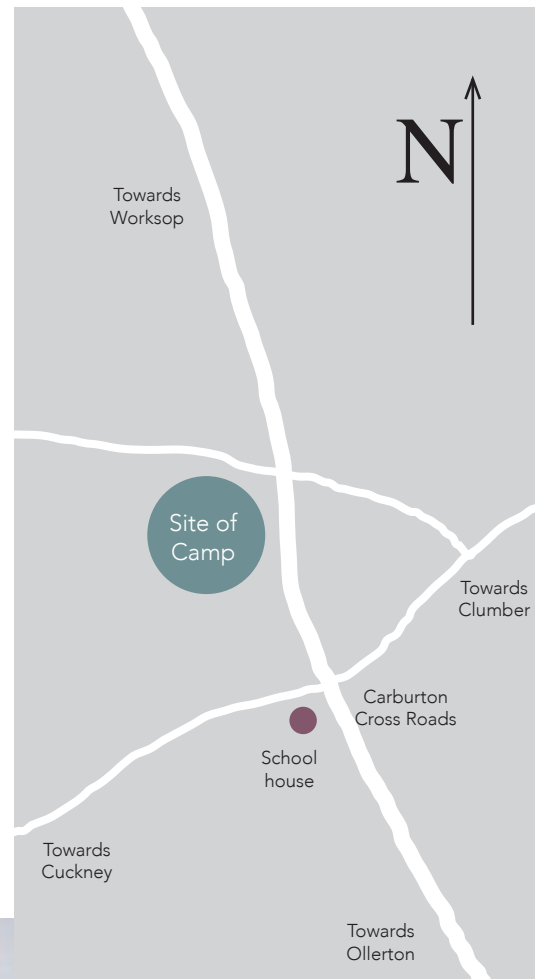 N
Towards
Worksop
Site of
Camp
Towards
Clumber
Carburton
Cross Roads
School
house
Towards
Cuckney
Towards
Ollerton